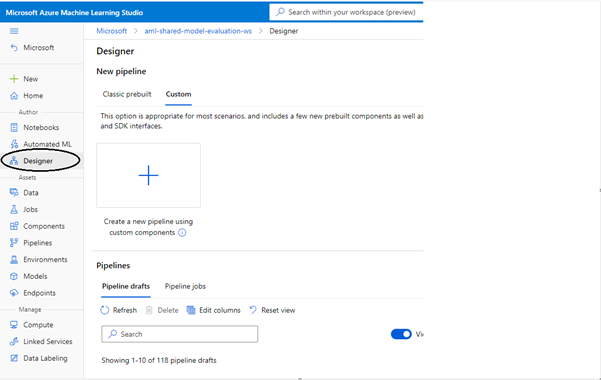 Microsoft Azure Machine Learning Studio
Search within your workspace (preview)
Microsoft
Microsoft > aml-shared-model-evaluation-ws > Designer
New
Home
Author
Notebooks
Automated ML
Designer
Assets
Data
Jobs
Components
Pipelines
Environments
Models
Endpoints
Manage
Compute
Linked Services
Data Labeling
Designer
New pipeline
Classic prebuilt Custom
This option is appropriate for most scenarios, and includes a few new prebuilt components as well as
and SDK interfaces.
Create a new pipeline using
custom components
Pipelines
Pipeline drafts Pipeline jobs
Refresh Delete Edit columns Reset view
Search
Showing 1-10 of 118 pipeline drafts